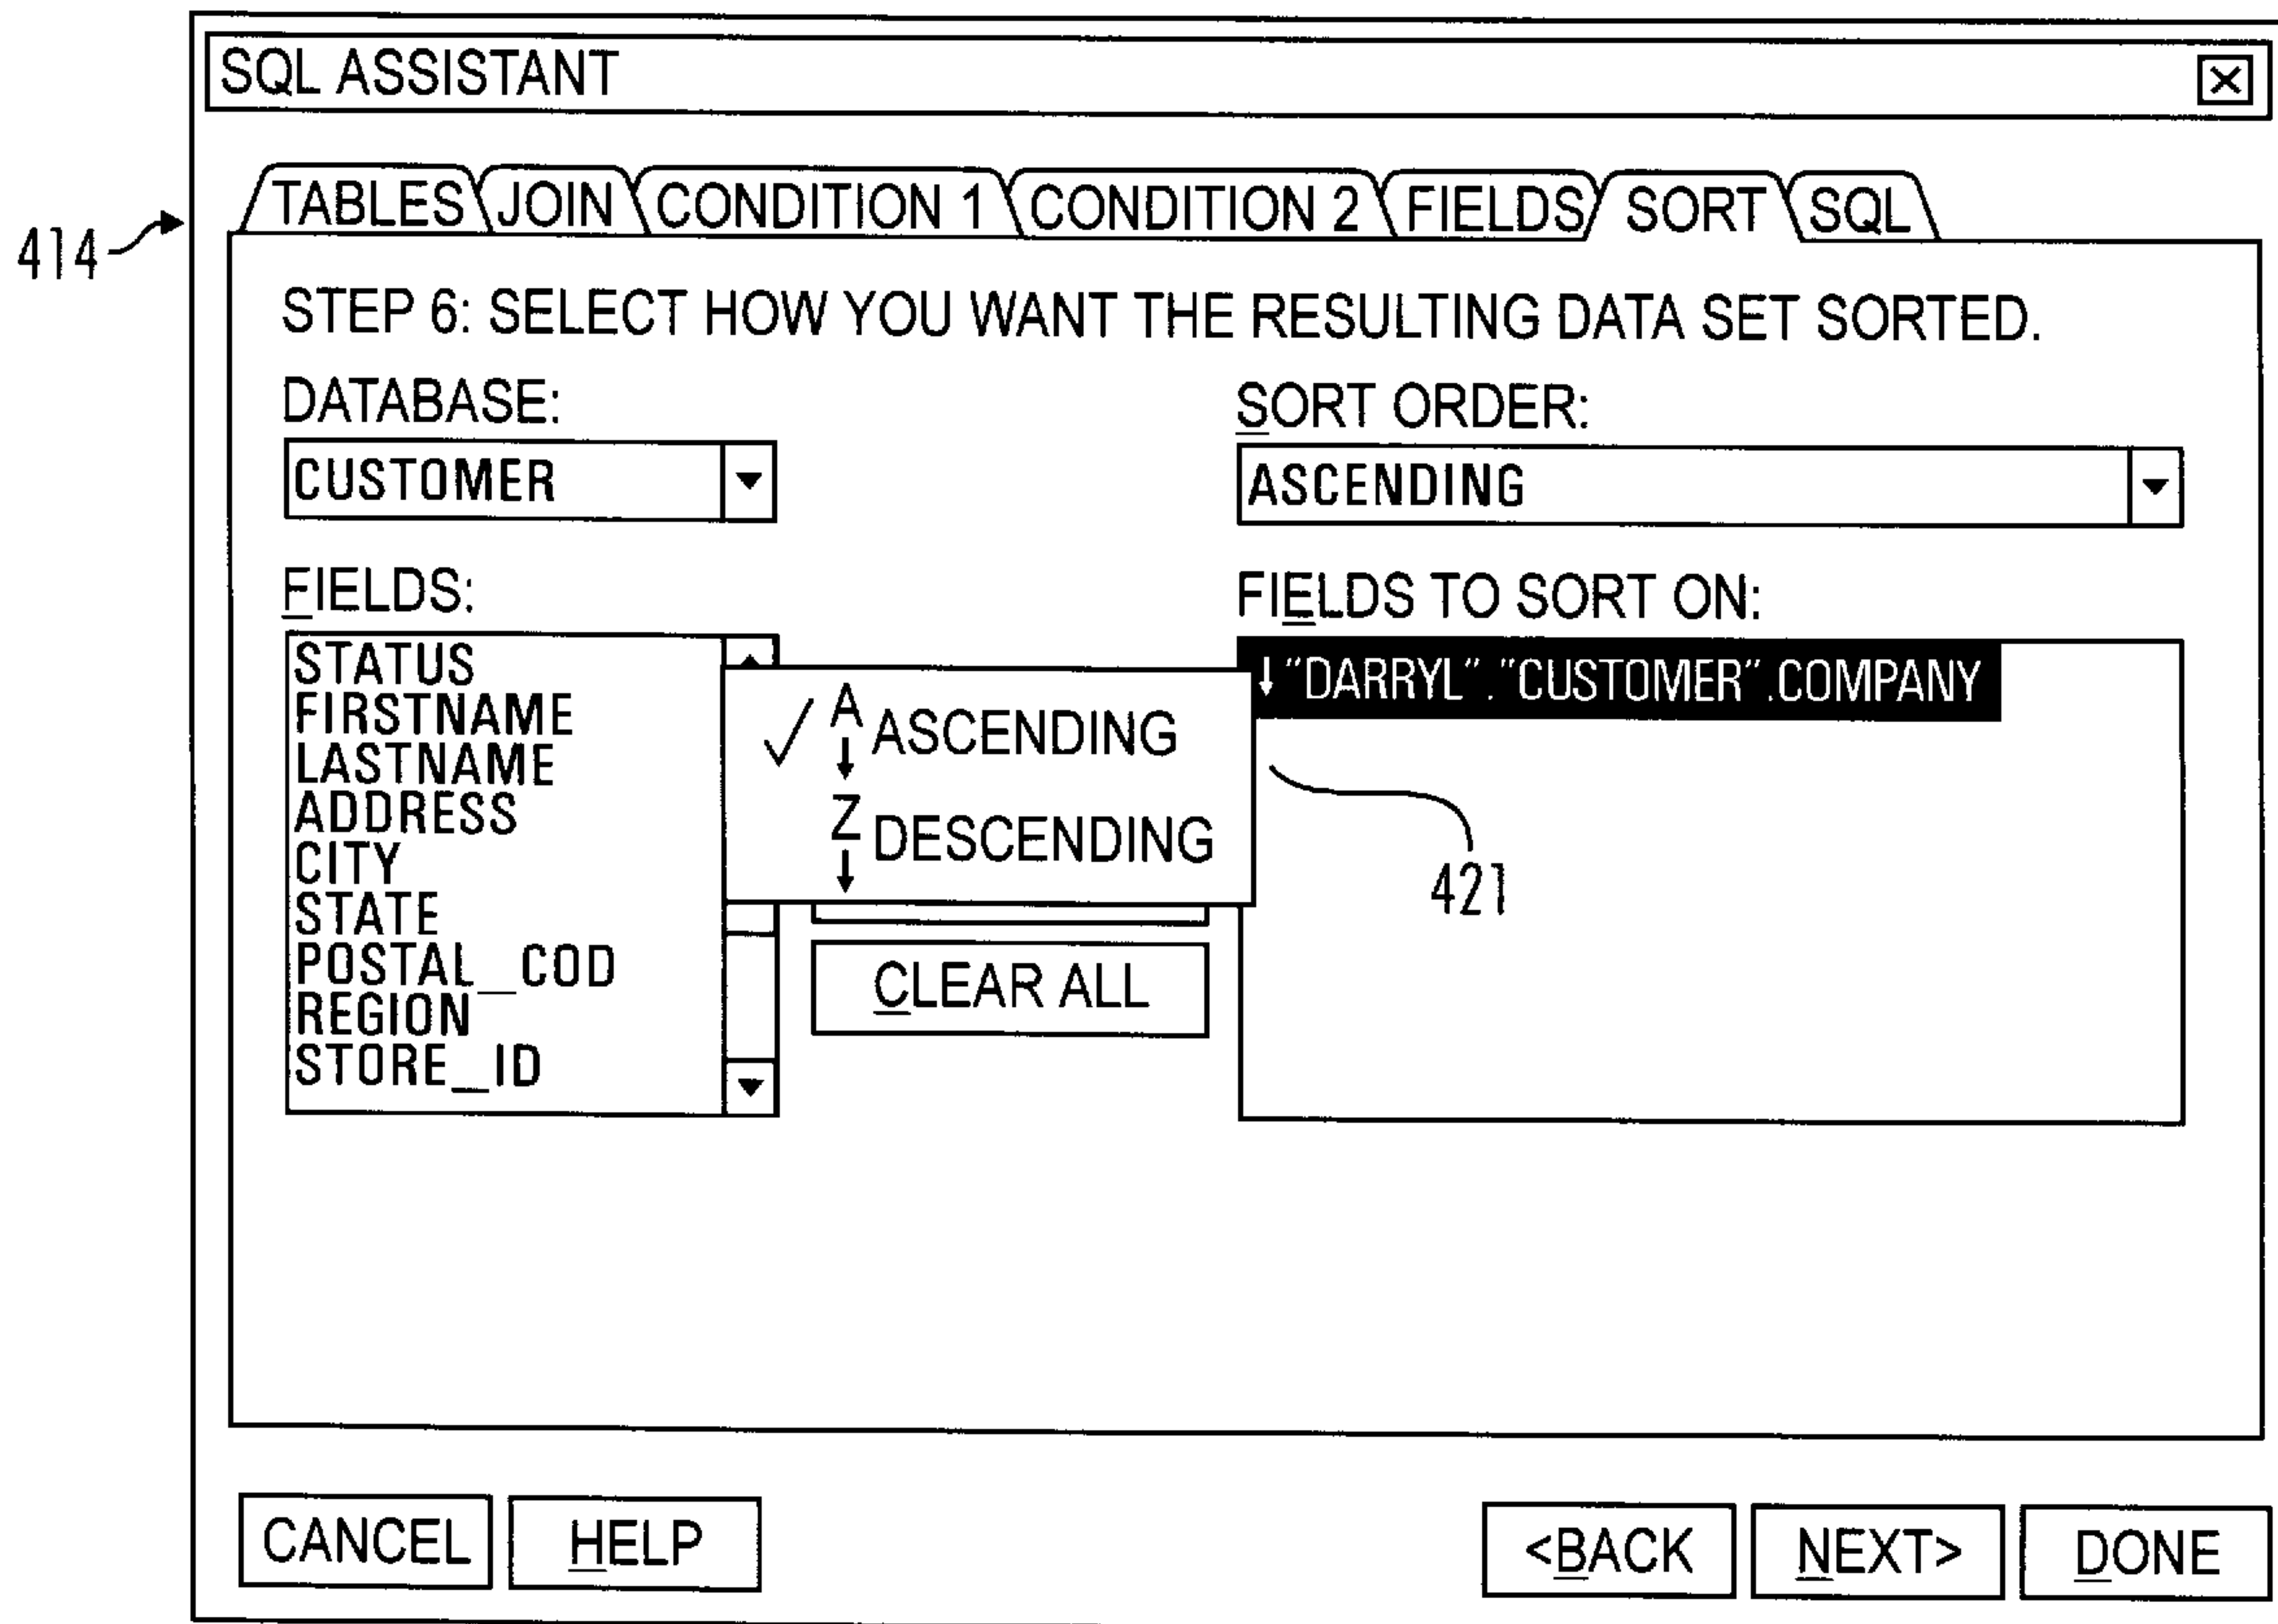 SQL ASSISTANT
414
TABLES JOIN CONDITION 1 CONDITION 2 FIELDS SORT SQL
STEP 6: SELECT HOW YOU WANT THE RESULTING DATA SET SORTED.
DATABASE:
CUSTOMER
SORT ORDER:
ASCENDING
FIELDS:
STATUS
FIRSTNAME
LASTNAME
ADDRESS
CITY
STATE
POSTAL_COD
REGION
STORE_ID
A ASCENDING
Z DESCENDING
CLEAR ALL
FIELDS TO SORT ON:
"DARRYL"."CUSTOMER".COMPANY
421
CANCEL HELP <BACK NEXT> DONE